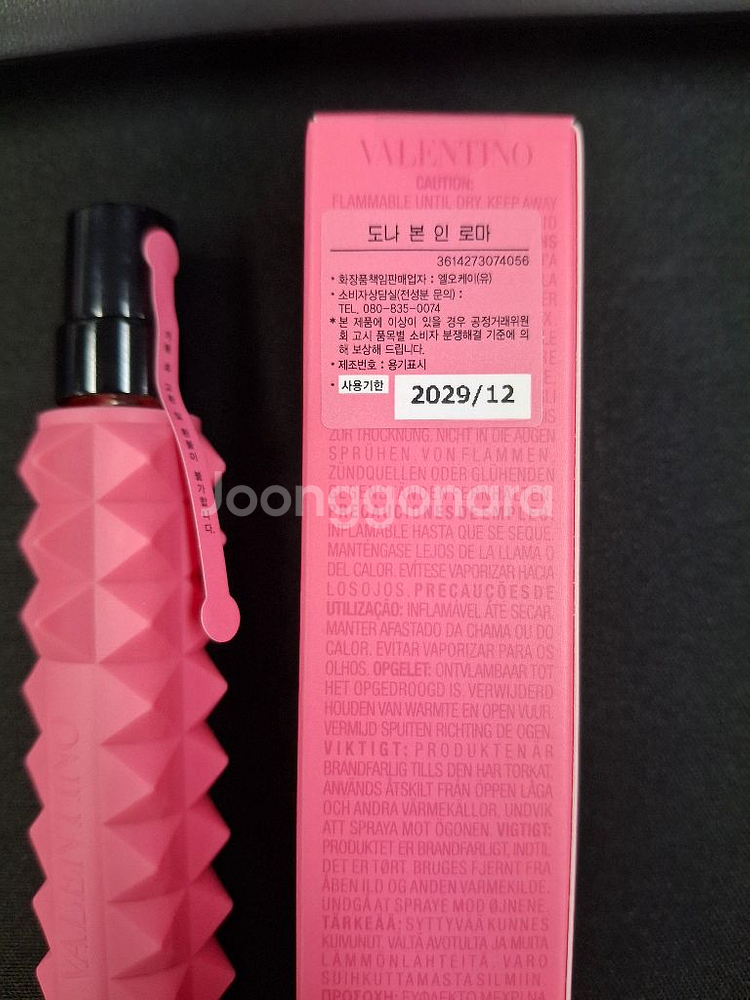 VALENTINO
CAUTION:
FLAMMABLE UNTIL DRY. KEEP AWAY
도나 본 인 로마
3614273074056
• 화장품책임판매업자 : 엘오케이(유)
• 소비자상담실(전성분 문의) :
TEL. 080-835-0074
*본 제품에 이상이 있을 경우 공정거래위원
회 고시 품목별 소비자 분쟁해결 기준에 의
해 보상해 드립니다.
• 제조번호 : 용기표시
• 사용기한 2029/12
ZUR TROCKNUNG. NICHT IN DIE AUGEN
SPRÜHEN. VON FLAMMEN,
ZÜNDQUELLEN ODER GLÜHENDEN
Joonggonara
INFLAMABLE HASTA QUE SE SEQUE.
MANTÉNGASE LEJOS DE LA LLAMA O
DEL CALOR. EVÍTESE VAPORIZAR HACIA
LOS OJOS. PRECAUÇÕES DE
UTILIZAÇÃO: INFLAMÁVEL ATÉ SECAR.
MANTER AFASTADO DA CHAMA OU DO
CALOR. EVITAR VAPORIZAR PARA OS
OLHOS. OPGELET: ONTVLAMBAAR TOT
HET OPGEDROOGD IS. VERWIJDERD
HOUDEN VAN WARMTE EN OPEN VUUR.
VERMIJD SPUITEN RICHTING DE OGEN.
VIKTIGT: PRODUKTEN ÄR
BRANDFARLIG TILLS DEN HAR TORKAT.
ANVÄNDS ÅTSKILT FRÅN ÖPPEN LÅGA
OCH ANDRA VÄRMEKÄLLOR. UNDVIK
ATT SPRAYA MOT ÖGONEN. VIGTIGT:
PRODUKTET ER BRANDFARLIGT, INDTIL
DET ER TØRT. BRUGES FJERNT FRA
ÅBEN ILD OG ANDEN VARMEKILDE.
UNDGÅ AT SPRAYE MOD ØJNENE.
TÄRKEÄÄ: SYTTYVÄÄ KUNNES
KUIVUNUT. VÄLTÄ AVOTULTA JA MUITA
LÄMMÖNLÄHTEITÄ. VARO
SUIHKUTTAMASTA SILMIIN.
ΠΡΟΣΟΧΗ:
VALENTINO